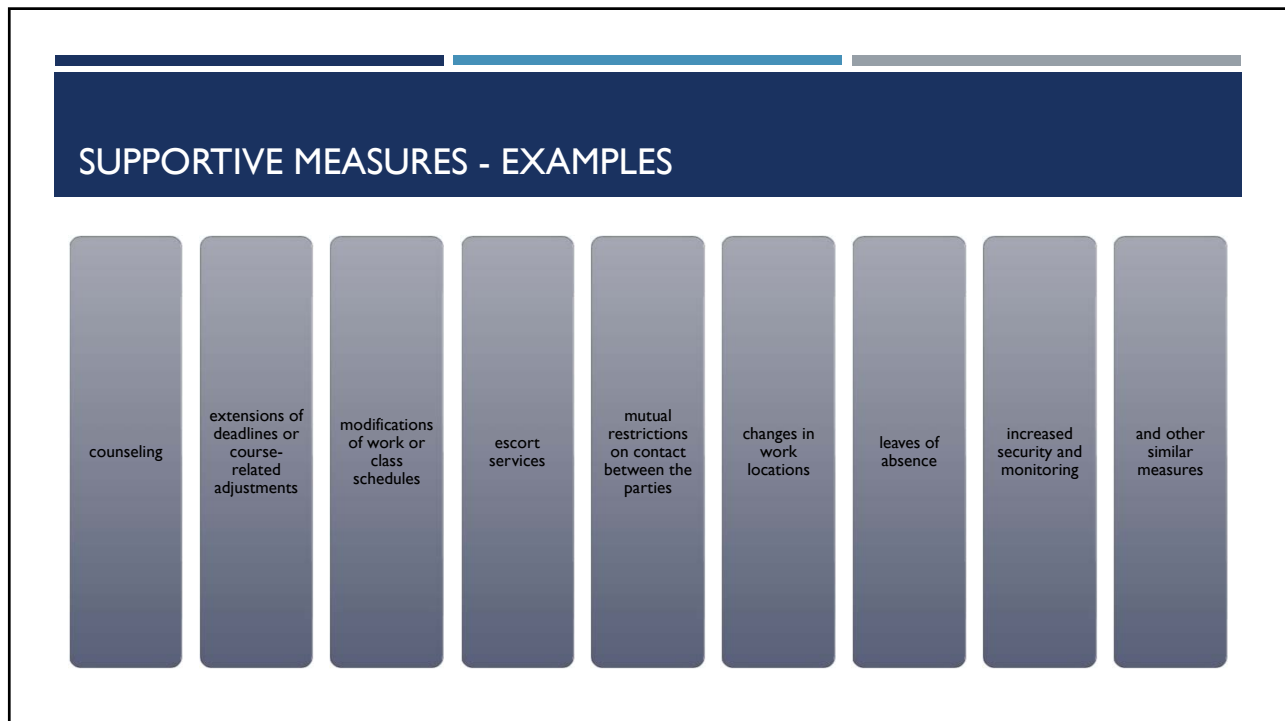 SUPPORTIVE MEASURES - EXAMPLES
counseling
extensions of
deadlines or
course-
related
adjustments
modifications
of work or
class
schedules
escort
services
mutual
restrictions
on contact
between the
parties
changes in
work
locations
leaves of
absence
increased
security and
monitoring
and other
similar
measures